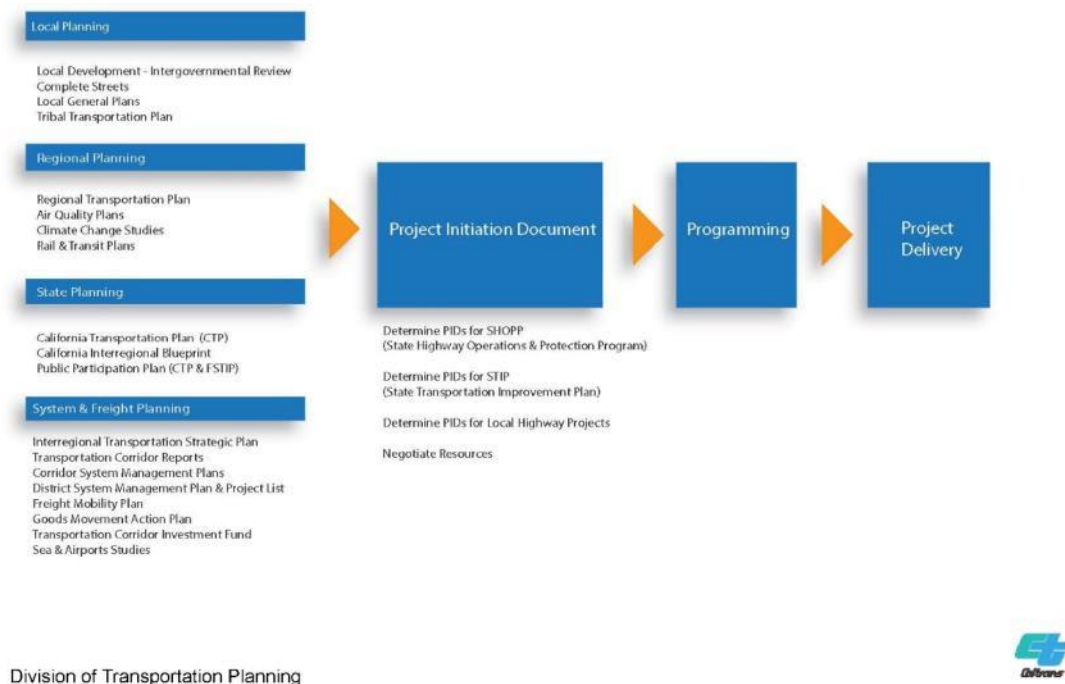 Local Planning
Local Development - Intergovernmental Review
Complete Streets
Local General Plans
Tribal Transportation Plan
Regional Planning
Regional Transportation Plan
Air Quality Plans
Climate Change Studies
Rail & Transit Plans
State Planning
California Transportation Plan (CTP)
California Interregional Blueprint
Public Participation Plan (CTP & FSTIP)
System & Freight Planning
Interregional Transportation Strategic Plan
Transportation Corridor Reports
Corridor System Management Plans
District System Management Plan & Project List
Freight Mobility Plan
Goods Movement Action Plan
Transportation Corridor Investment Fund
Sea & Airports Studies
Project Initiation Document
Determine PIDs for SHOPP
(State Highway Operations & Protection Program)
Determine PIDs for STIP
(State Transportation Improvement Plan)
Determine PIDs for Local Highway Projects
Negotiate Resources
Programming
Project
Delivery
Division of Transportation Planning
ct
Caltrans